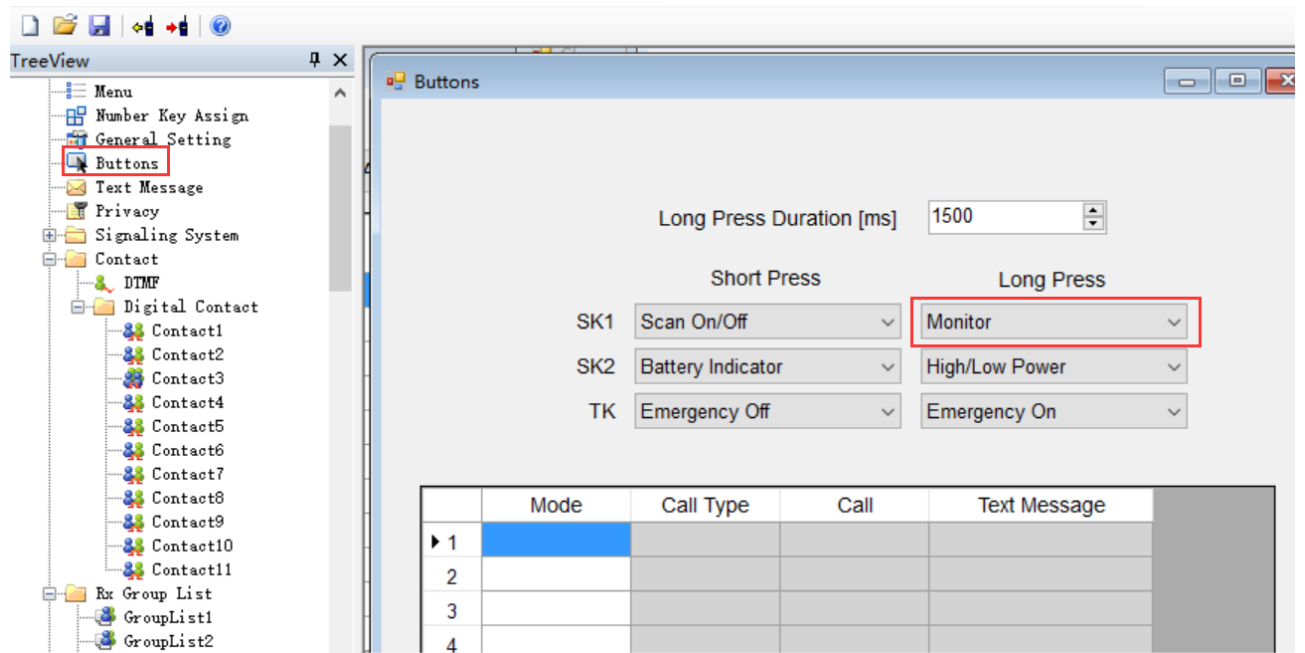 TreeView
Menu
Number Key Assign
General Setting
Buttons
Text Message
Privacy
Signaling System
Contact
DTMF
Digital Contact
Contact1
Contact2
Contact3
Contact4
Contact5
Contact6
Contact7
Contact8
Contact9
Contact10
Contact11
Rx Group List
GroupList1
GroupList2
Buttons
Long Press Duration [ms] 1500
Short Press Long Press
SK1 Scan On/Off Monitor
SK2 Battery Indicator High/Low Power
TK Emergency Off Emergency On
Mode Call Type Call Text Message
1
2
3
4